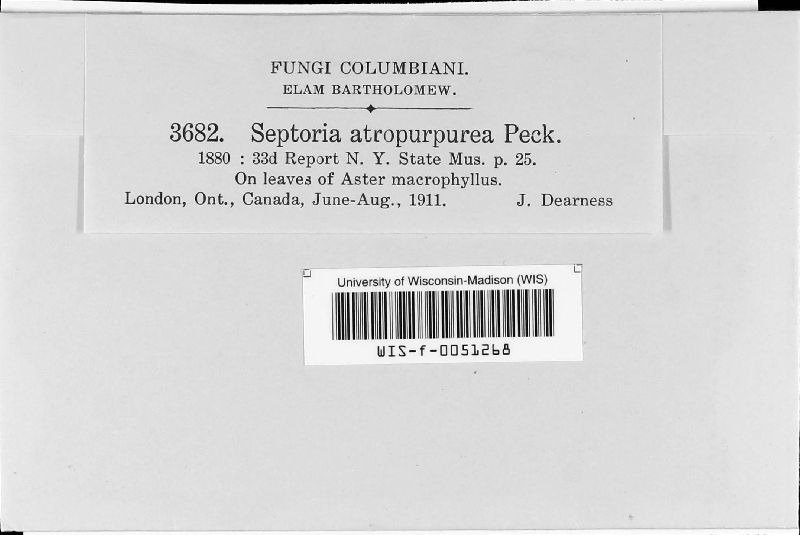 FUNGI COLUMBIANI.
ELAM BARTHOLOMEW.
3682. Septoria atropurpurea Peck.
1880 : 33d Report N. Y. State Mus. p. 25.
On leaves of Aster macrophyllus.
London, Ont., Canada, June-Aug., 1911. J. Dearness
University of Wisconsin-Madison (WIS)
WIS-f-0051268